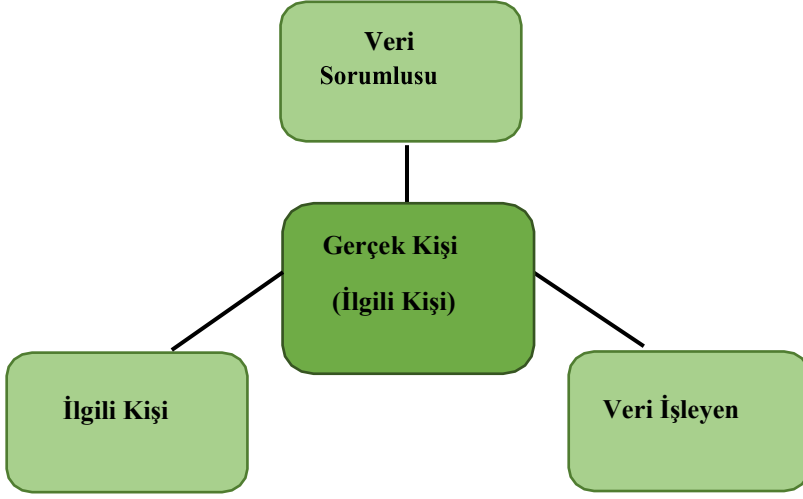 Veri
Sorumlusu
Gerçek Kişi
(İlgili Kişi)
İlgili Kişi
Veri İşleyen